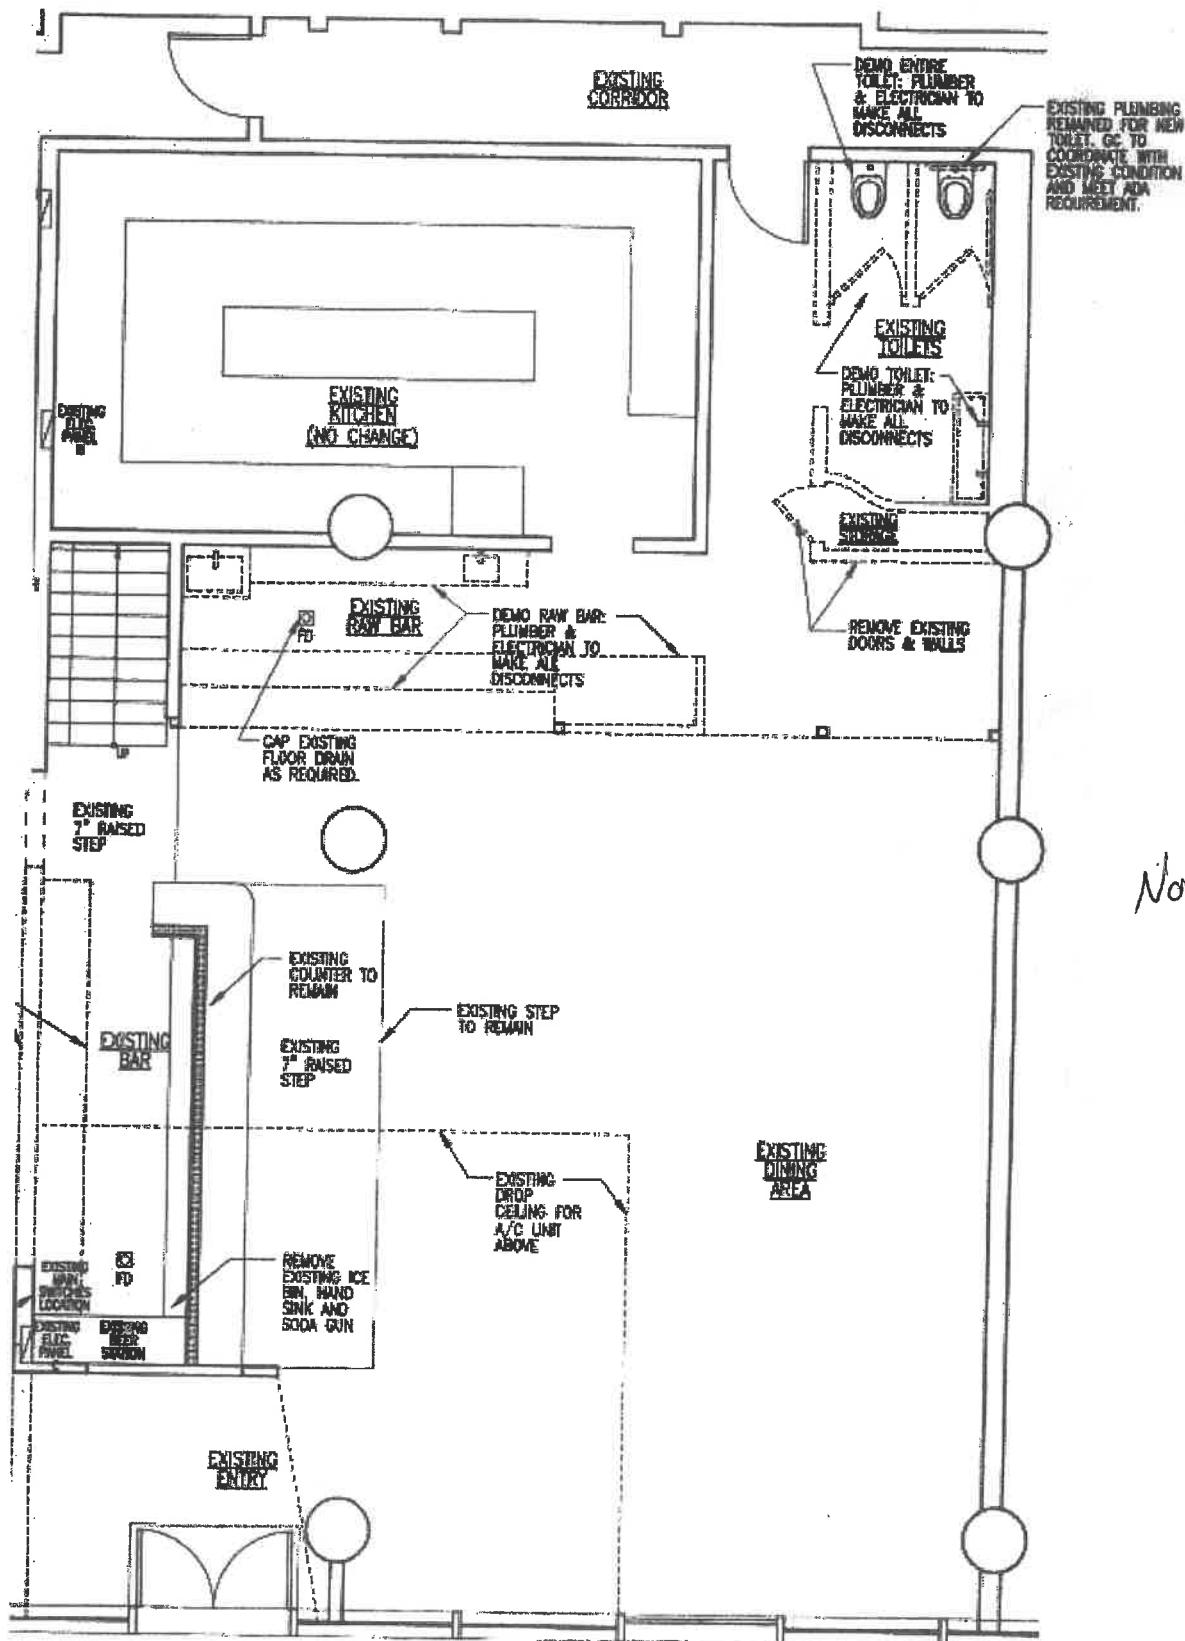 EXISTING
CORRIDOR
DEMO ENTIRE
TOILET: PLUMBER
& ELECTRICIAN TO
MAKE ALL
DISCONNECTS
EXISTING PLUMBING
REMAINED FOR NEW
TOILET. GC TO
COORDINATE WITH
EXISTING CONDITION
AND MEET ADA
REQUIREMENT.
EXISTING
TOILETS
DEMO TOILET:
PLUMBER &
ELECTRICIAN TO
MAKE ALL
DISCONNECTS
EXISTING
KITCHEN
(NO CHANGE)
EXISTING
ELEC.
PANEL
EXISTING
STORAGE
REMOVE EXISTING
DOORS & WALLS
EXISTING
RAW BAR
FD
DEMO RAW BAR:
PLUMBER &
ELECTRICIAN TO
MAKE ALL
DISCONNECTS
UP
CAP EXISTING
FLOOR DRAIN
AS REQUIRED.
EXISTING
7" RAISED
STEP
No
EXISTING
COUNTER TO
REMAIN
EXISTING STEP
TO REMAIN
EXISTING
BAR
EXISTING
7" RAISED
STEP
EXISTING
DINING
AREA
EXISTING
DROP
CEILING FOR
A/C UNIT
ABOVE
EXISTING
MAIN
SWITCHES
LOCATION
FD
REMOVE
EXISTING ICE
BIN, HAND
SINK AND
SODA GUN
EXISTING
ELEC.
PANEL
EXISTING
BEER
STATION
EXISTING
ENTRY